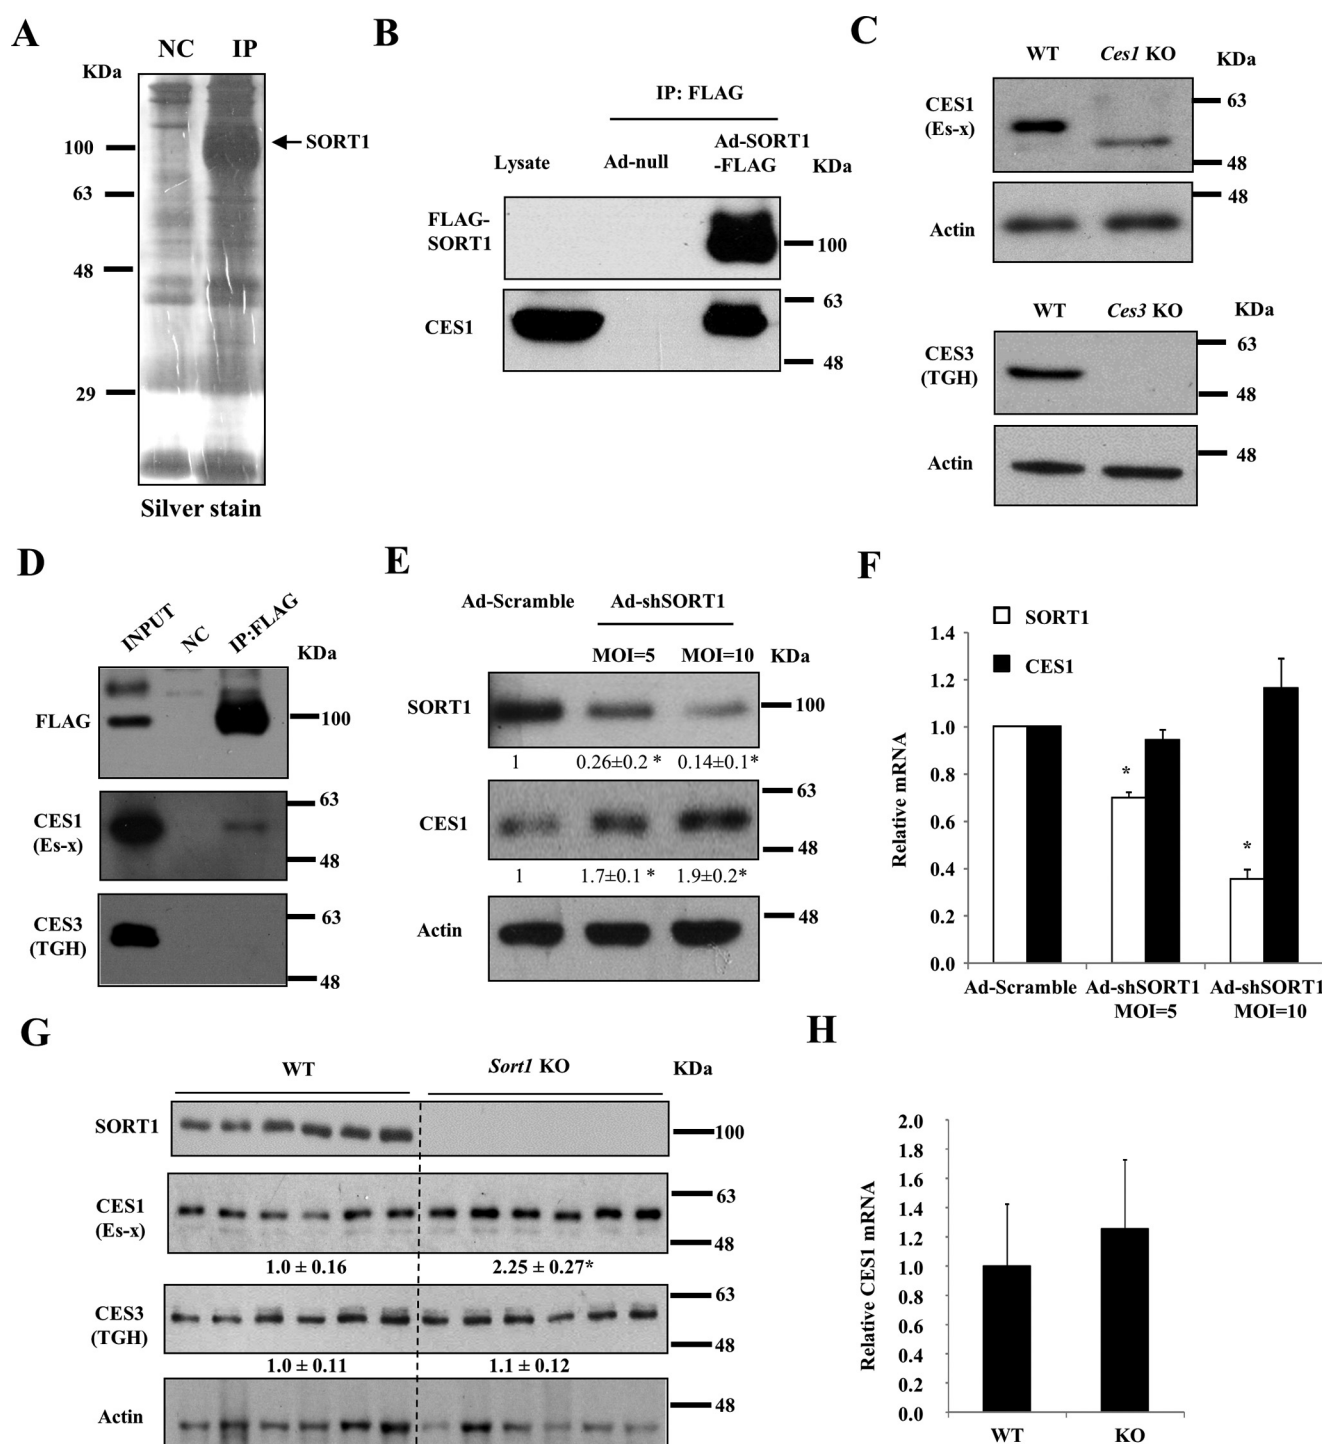 A
NC IP
KDa
100
SORT1
63
48
29
Silver stain
B
IP: FLAG
Lysate Ad-null Ad-SORT1
-FLAG KDa
FLAG-
SORT1
100
63
CES1
48
C
WT Ces1 KO KDa
CES1
(Es-x)
63
48
48
Actin
WT Ces3 KO KDa
63
CES3
(TGH)
48
48
Actin
D
INPUT NC IP:FLAG
KDa
FLAG
100
63
CES1
(Es-x)
48
CES3
(TGH)
63
48
E
Ad-Scramble Ad-shSORT1
MOI=5 MOI=10 KDa
SORT1
100
1 0.26±0.2 * 0.14±0.1*
63
CES1
48
1 1.7±0.1 * 1.9±0.2*
48
Actin
F
SORT1
CES1
1.4
1.2
1.0
0.8
0.6
0.4
0.2
0.0
Relative mRNA
*
*
Ad-Scramble Ad-shSORT1 Ad-shSORT1
MOI=5 MOI=10
G
WT Sort1 KO KDa
SORT1
100
CES1
(Es-x)
63
48
1.0 ± 0.16 2.25 ± 0.27*
CES3
(TGH)
63
48
1.0 ± 0.11 1.1 ± 0.12
Actin
48
H
2.0
1.8
1.6
1.4
1.2
1.0
0.8
0.6
0.4
0.2
0.0
Relative CES1 mRNA
WT KO